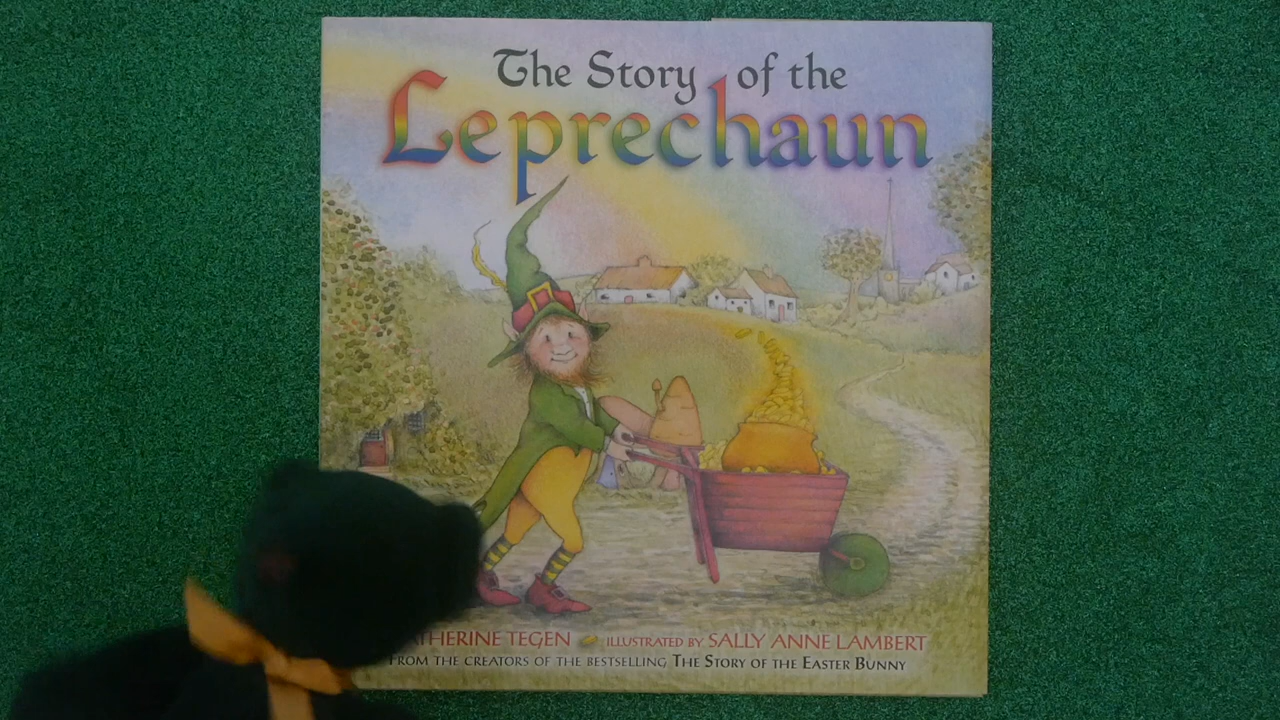 The Story of the
Leprechaun
THERINE TEGEN ILLUSTRATED BY SALLY ANNE LAMBERT
FROM THE CREATORS OF THE BESTSELLING THE STORY OF THE EASTER BUNNY